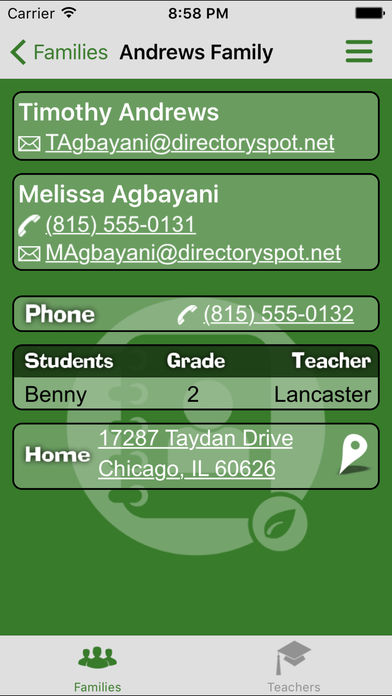 Carrier 8:58 PM
Families Andrews Family
Timothy Andrews
TAgbayani@directoryspot.net
Melissa Agbayani
(815) 555-0131
MAgbayani@directoryspot.net
Phone (815) 555-0132
Students Grade Teacher
Benny 2 Lancaster
Home 17287 Taydan Drive
Chicago, IL 60626
Families Teachers